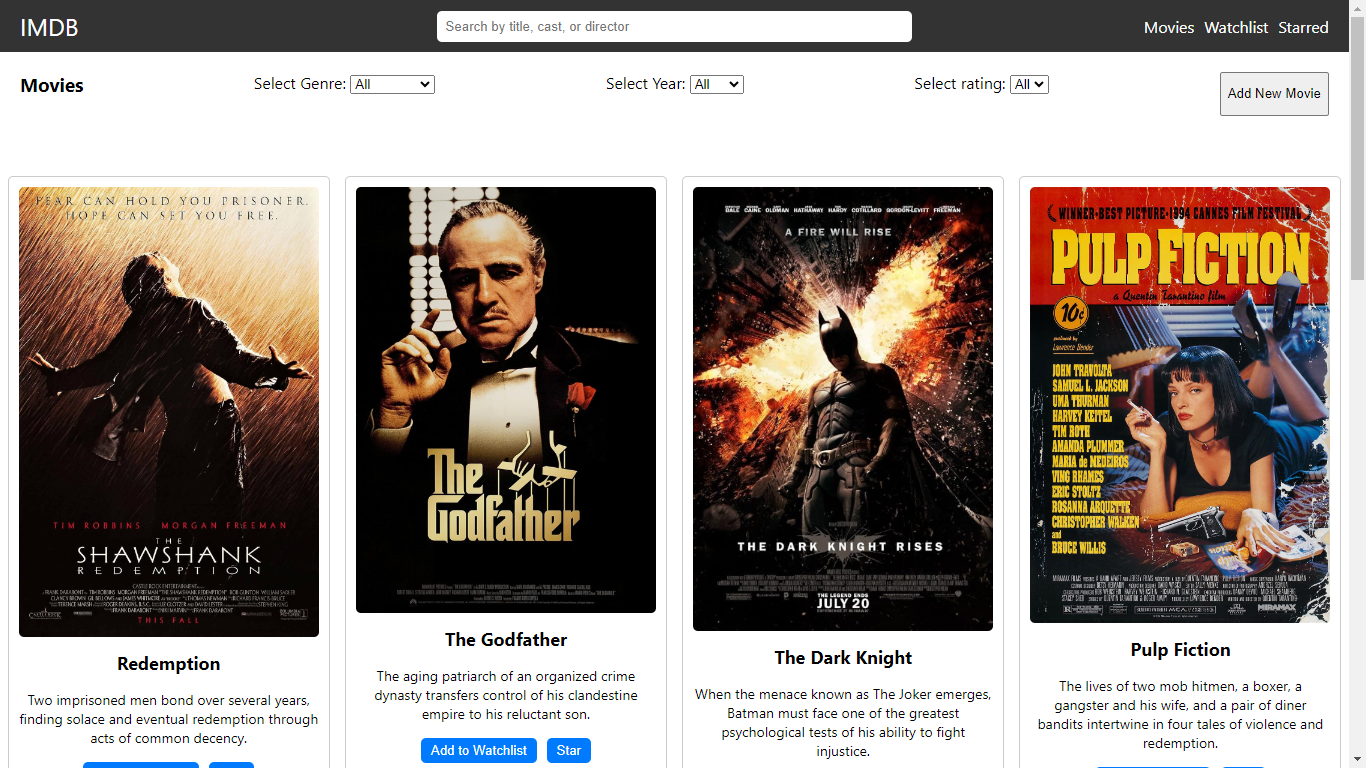 IMDB
Search by title, cast, or director
Movies Watchlist Starred
Movies
Select Genre: All
Select Year: All
Select rating: All
Add New Movie
FEAR CAN HOLD YOU PRISONER.
HOPE CAN SET YOU FREE.
TIM ROBBINS MORGAN FREEMAN
THE
SHAWSHANK
REDEMPTION
THIS FALL
Redemption
Two imprisoned men bond over several years,
finding solace and eventual redemption through
acts of common decency.
The
Godfather
The Godfather
The aging patriarch of an organized crime
dynasty transfers control of his clandestine
empire to his reluctant son.
Add to Watchlist
Star
BALE CAINE OLDMAN HATHAWAY HARDY COTILLARD GORDON-LEVITT FREEMAN
A FIRE WILL RISE
THE DARK KNIGHT RISES
THE LEGEND ENDS
JULY 20
The Dark Knight
When the menace known as The Joker emerges,
Batman must face one of the greatest
psychological tests of his ability to fight
injustice.
WINNER-BEST PICTURE-1994 CANNES FILM FESTIVAL
PULP FICTION
a Quentin Tarantino film
10¢
produced by
Lawrence Bender
JOHN TRAVOLTA
SAMUEL L. JACKSON
UMA THURMAN
HARVEY KEITEL
TIM ROTH
AMANDA PLUMMER
MARIA de MEDEIROS
VING RHAMES
ERIC STOLTZ
ROSANNA ARQUETTE
CHRISTOPHER WALKEN
and
BRUCE WILLIS
MIRAMAX
Pulp Fiction
The lives of two mob hitmen, a boxer, a
gangster and his wife, and a pair of diner
bandits intertwine in four tales of violence and
redemption.